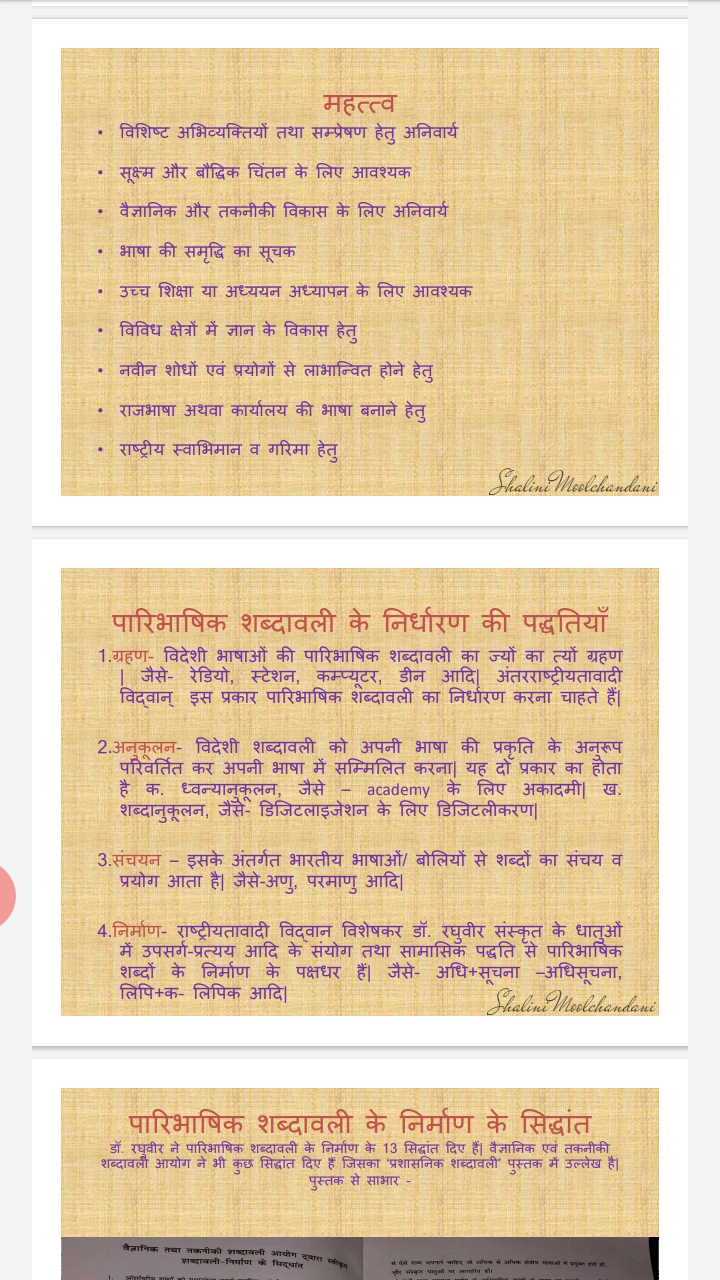 महत्त्व
• विशिष्ट अभिव्यक्तियों तथा सम्प्रेषण हेतु अनिवार्य
• सूक्ष्म और बौद्धिक चिंतन के लिए आवश्यक
• वैज्ञानिक और तकनीकी विकास के लिए अनिवार्य
• भाषा की समृद्धि का सूचक
• उच्च शिक्षा या अध्ययन अध्यापन के लिए आवश्यक
• विविध क्षेत्रों में ज्ञान के विकास हेतु
• नवीन शोधों एवं प्रयोगों से लाभान्वित होने हेतु
• राजभाषा अथवा कार्यालय की भाषा बनाने हेतु
• राष्ट्रीय स्वाभिमान व गरिमा हेतु
Shalini Moolchandani
पारिभाषिक शब्दावली के निर्धारण की पद्धतियाँ
1.ग्रहण- विदेशी भाषाओं की पारिभाषिक शब्दावली का ज्यों का त्यों ग्रहण
| जैसे- रेडियो, स्टेशन, कम्प्यूटर, डीन आदि| अंतरराष्ट्रीयतावादी
विद्वान् इस प्रकार पारिभाषिक शब्दावली का निर्धारण करना चाहते हैं|
2.अनुकूलन- विदेशी शब्दावली को अपनी भाषा की प्रकृति के अनुरूप
परिवर्तित कर अपनी भाषा में सम्मिलित करना| यह दो प्रकार का होता
है क. ध्वन्यानुकूलन, जैसे – academy के लिए अकादमी| ख.
शब्दानुकूलन, जैसे- डिजिटलाइजेशन के लिए डिजिटलीकरण|
3.संचयन – इसके अंतर्गत भारतीय भाषाओं/ बोलियों से शब्दों का संचय व
प्रयोग आता है| जैसे-अणु, परमाणु आदि|
4.निर्माण- राष्ट्रीयतावादी विद्वान विशेषकर डॉ. रघुवीर संस्कृत के धातुओं
में उपसर्ग-प्रत्यय आदि के संयोग तथा सामासिक पद्धति से पारिभाषिक
शब्दों के निर्माण के पक्षधर हैं| जैसे- अधि+सूचना –अधिसूचना,
लिपि+क- लिपिक आदि|
Shalini Moolchandani
पारिभाषिक शब्दावली के निर्माण के सिद्धांत
डॉ. रघुवीर ने पारिभाषिक शब्दावली के निर्माण के 13 सिद्धांत दिए हैं| वैज्ञानिक एवं तकनीकी
शब्दावली आयोग ने भी कुछ सिद्धांत दिए हैं जिसका 'प्रशासनिक शब्दावली' पुस्तक में उल्लेख है|
पुस्तक से साभार -
वैज्ञानिक तथा तकनीकी शब्दावली आयोग द्वारा स्वीकृत
शब्दावली-निर्माण के सिद्धांत